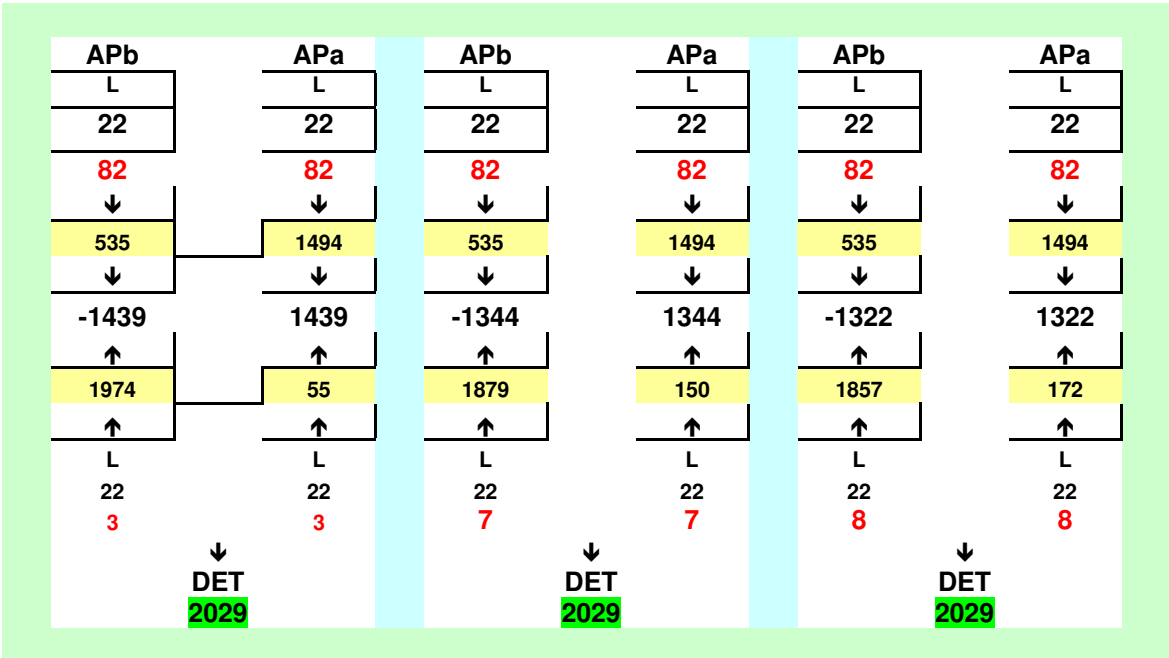 APb APa APb APa APb APa
L L L L L L
22 22 22 22 22 22
82 82 82 82 82 82
↓ ↓ ↓ ↓ ↓ ↓
535 1494 535 1494 535 1494
↓ ↓ ↓ ↓ ↓ ↓
-1439 1439 -1344 1344 -1322 1322
↑ ↑ ↑ ↑ ↑ ↑
1974 55 1879 150 1857 172
↑ ↑ ↑ ↑ ↑ ↑
L L L L L L
22 22 22 22 22 22
3 3 7 7 8 8
↓ ↓ ↓
DET DET DET
2029 2029 2029